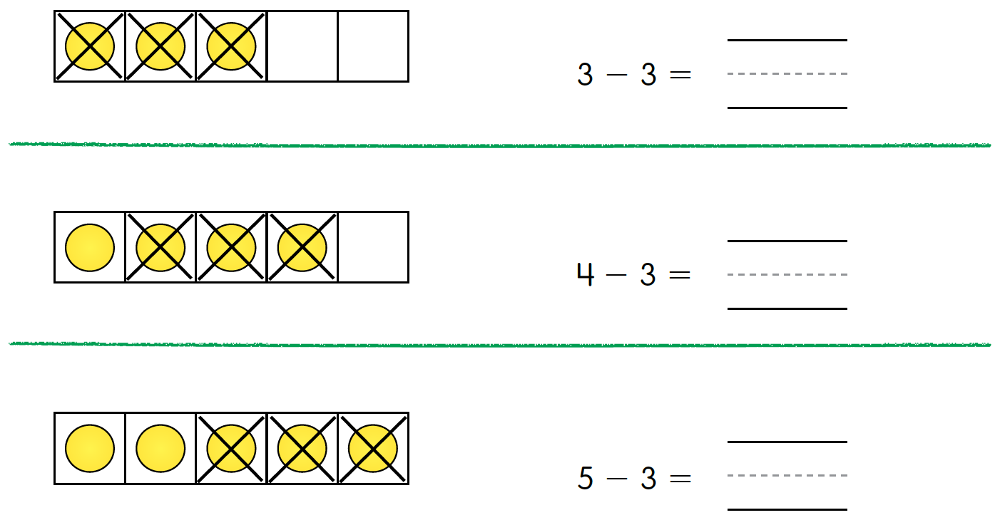 3 − 3 =
4 − 3 =
5 − 3 =